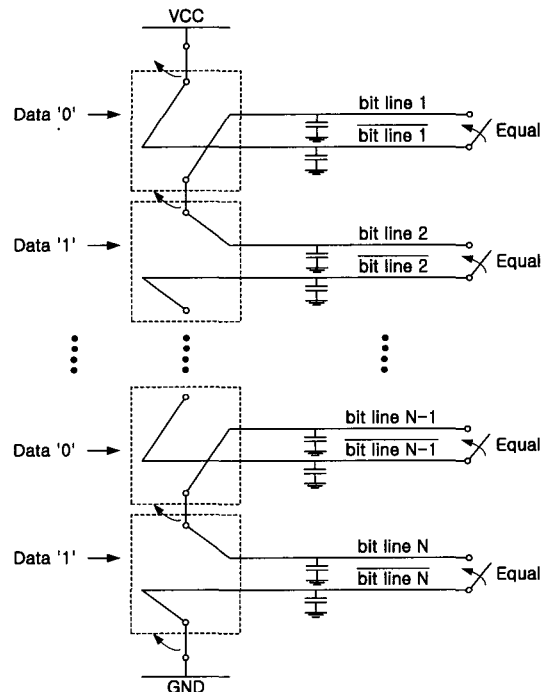 VCC
Data '0'
bit line 1
bit line 1
Equal
Data '1'
bit line 2
bit line 2
Equal
Data '0'
bit line N-1
bit line N-1
Equal
Data '1'
bit line N
bit line N
Equal
GND